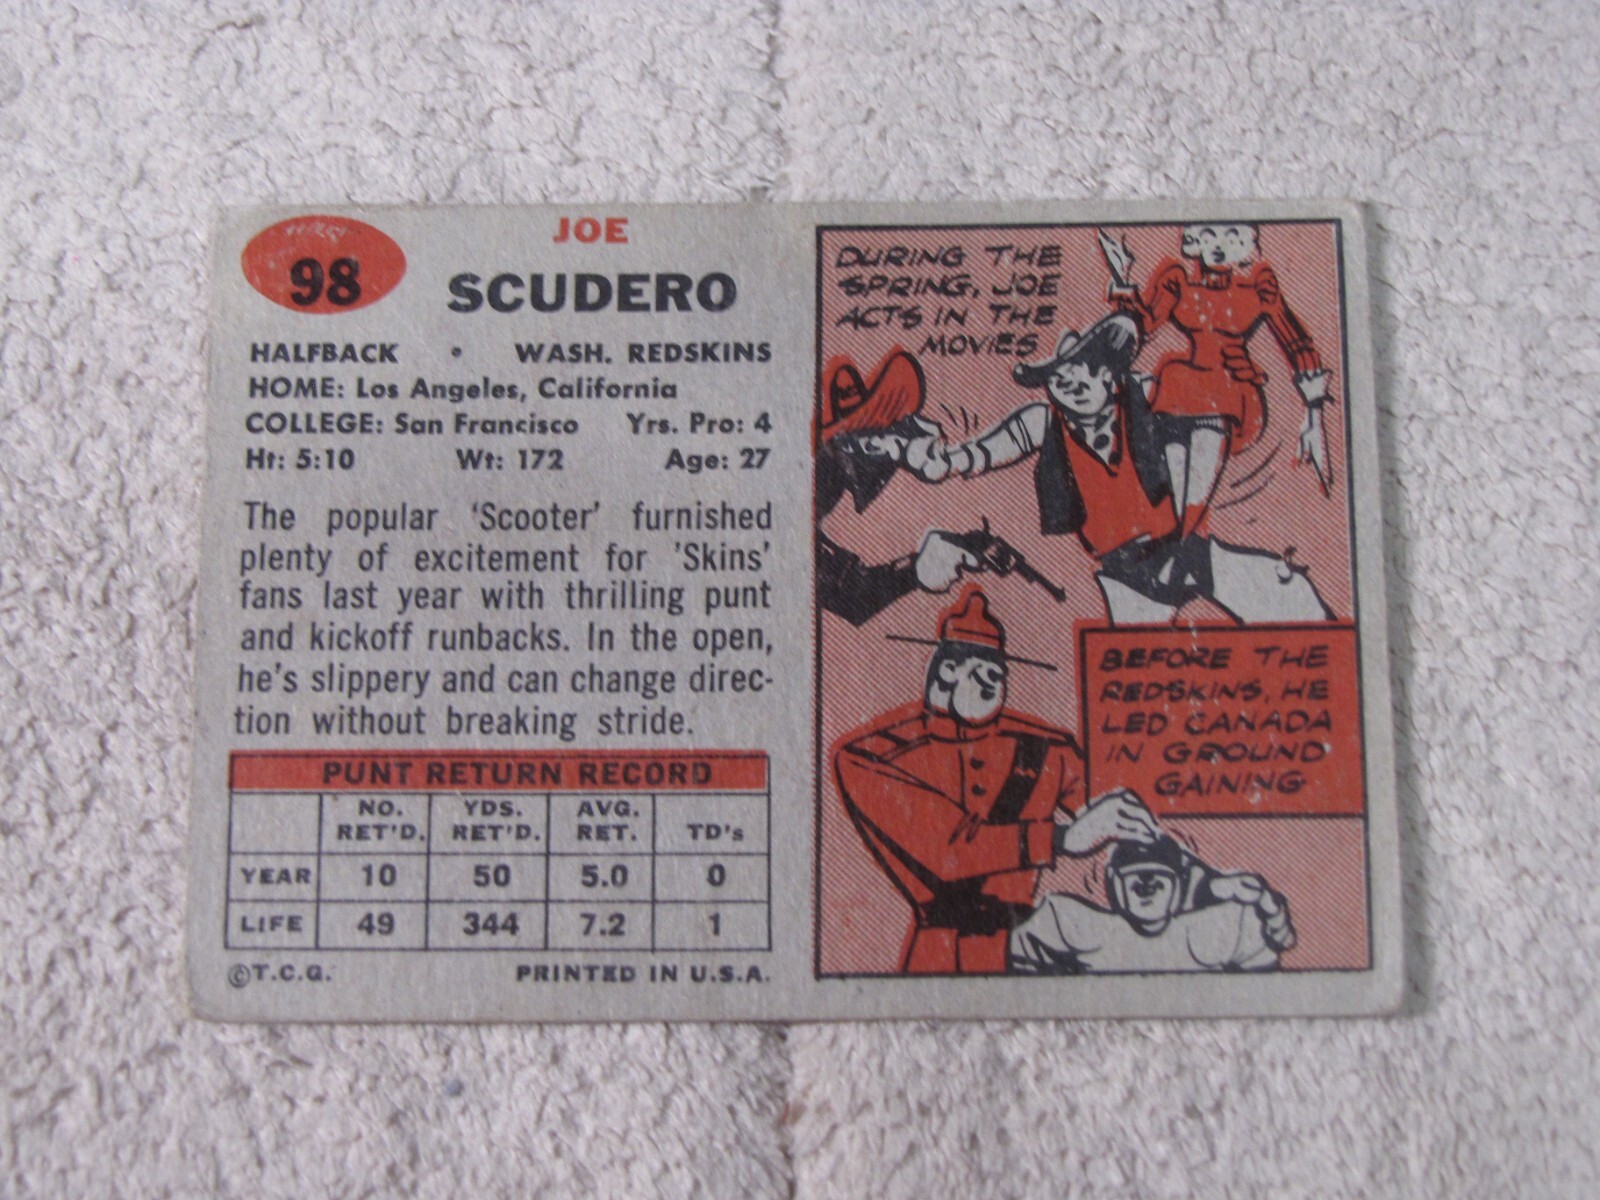 98
JOE
SCUDERO
HALFBACK • WASH. REDSKINS
HOME: Los Angeles, California
COLLEGE: San Francisco Yrs. Pro: 4
Ht: 5:10 Wt: 172 Age: 27
The popular 'Scooter' furnished
plenty of excitement for 'Skins'
fans last year with thrilling punt
and kickoff runbacks. In the open,
he's slippery and can change direc-
tion without breaking stride.
PUNT RETURN RECORD
NO. YDS. AVG.
RET'D. RET'D. RET. TD's
YEAR 10 50 5.0 0
LIFE 49 344 7.2 1
©T.C.G. PRINTED IN U.S.A.
DURING THE
SPRING, JOE
ACTS IN THE
MOVIES
BEFORE THE
REDSKINS, HE
LED CANADA
IN GROUND
GAINING